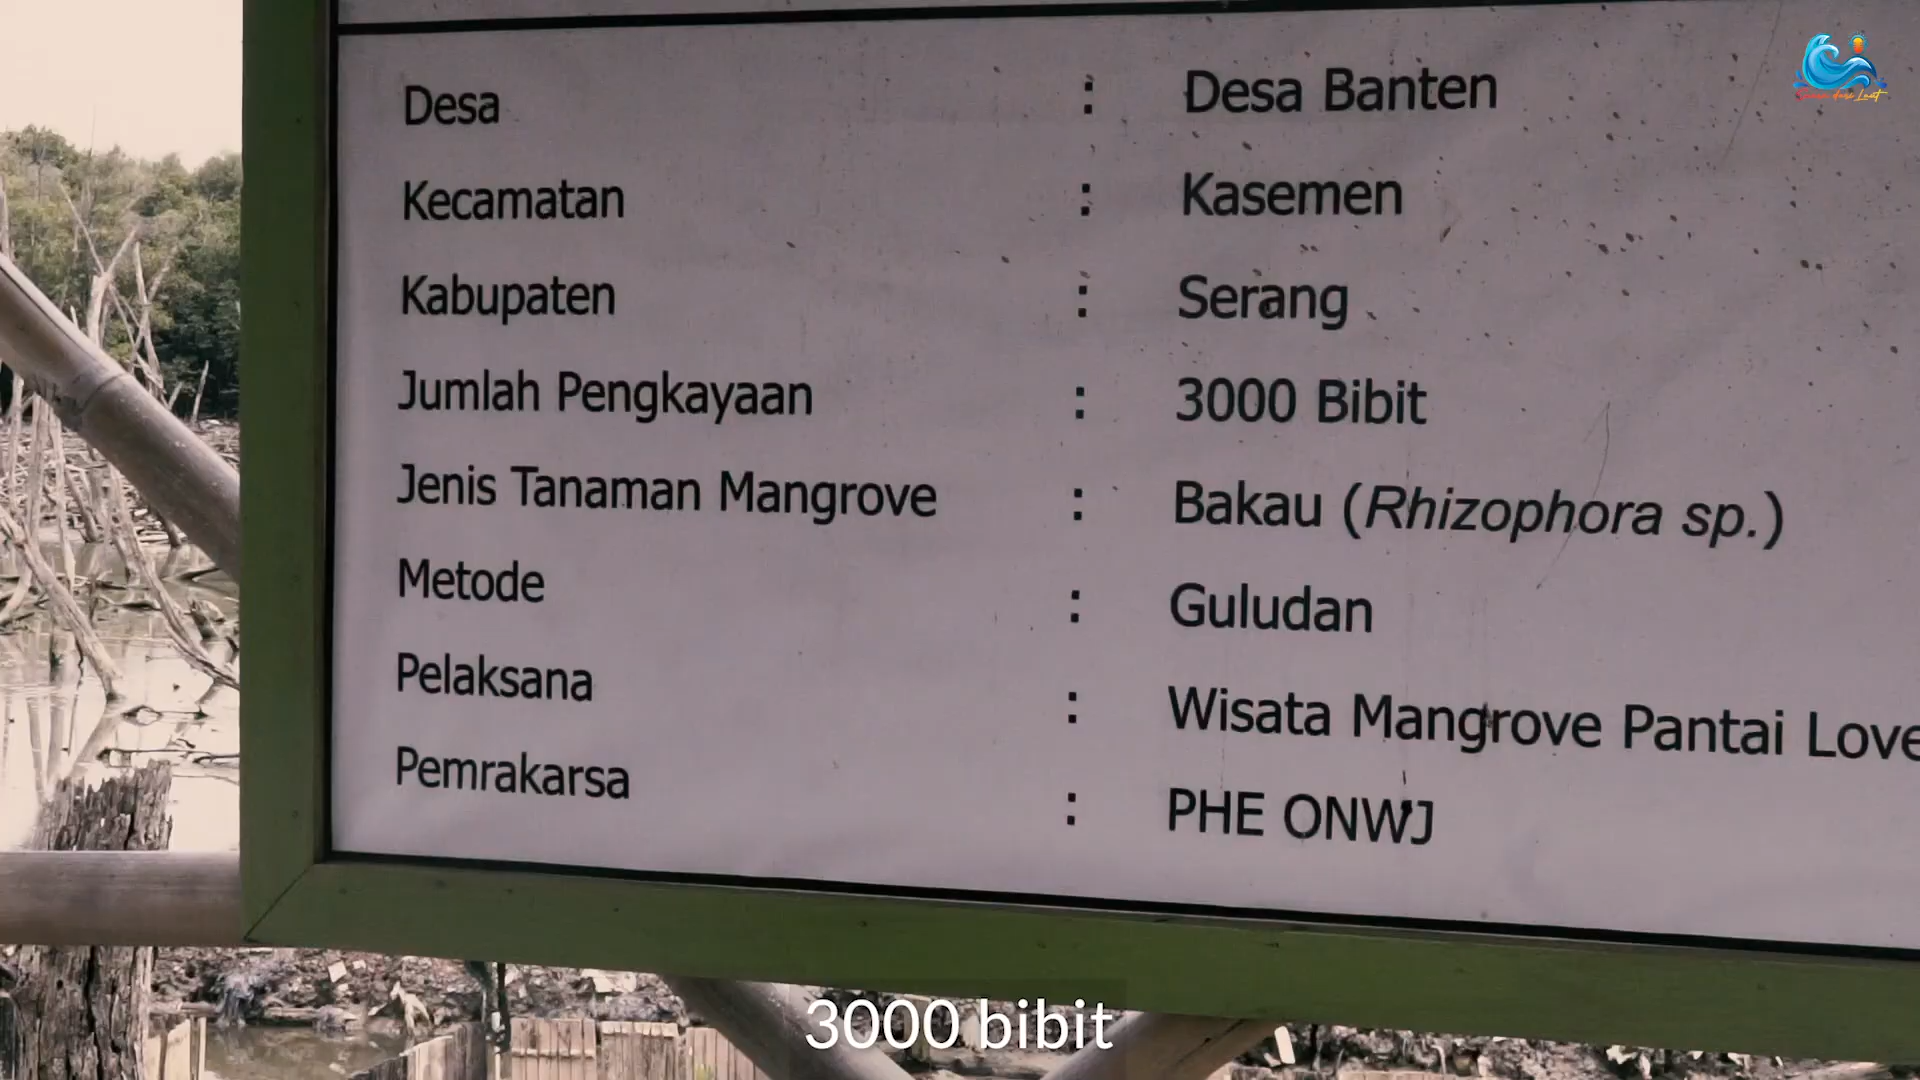 Desa : Desa Banten
Kecamatan : Kasemen
Kabupaten : Serang
Jumlah Pengkayaan : 3000 Bibit
Jenis Tanaman Mangrove : Bakau (Rhizophora sp.)
Metode : Guludan
Pelaksana : Wisata Mangrove Pantai Love
Pemrakarsa : PHE ONWJ
3000 bibit